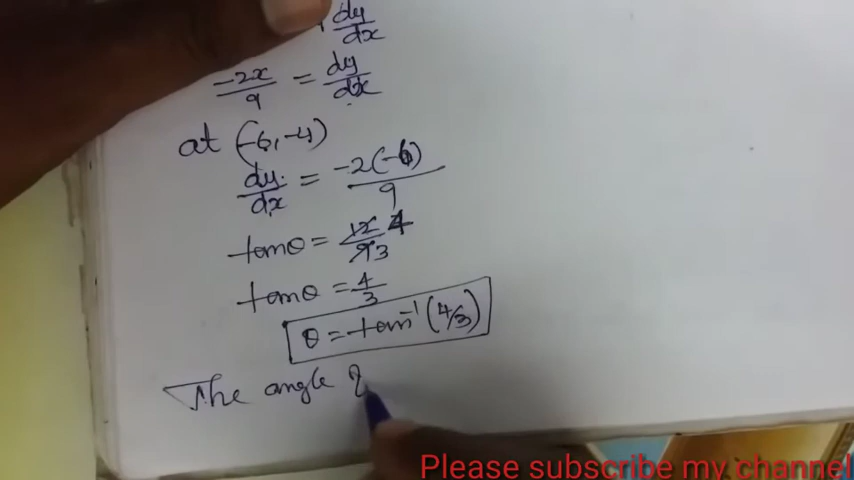 dy/dx
-2x/9 = dy/dx
at (-6, -4)
dy/dx = -2(-6)/9
tanθ = 12/9 4/3
tanθ = 4/3
θ = tan⁻¹(4/3)
The angle
Please subscribe my channel